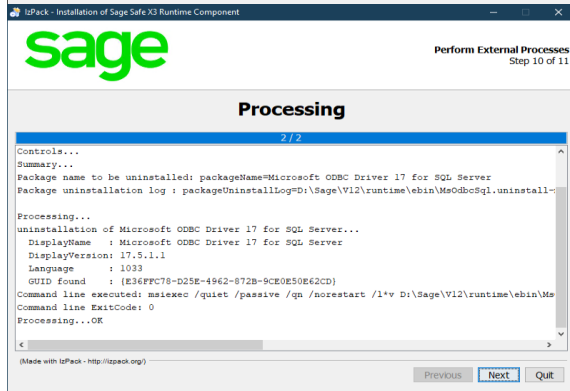 IzPack - Installation of Sage Safe X3 Runtime Component
sage
Perform External Processes
Step 10 of 11
Processing
2 / 2
Controls...
Summary...
Package name to be uninstalled: packageName=Microsoft ODBC Driver 17 for SQL Server
Package uninstallation log : packageUninstallLog=D:\Sage\V12\runtime\ebin\MsOdbcSql.uninstall-
Processing...
uninstallation of Microsoft ODBC Driver 17 for SQL Server...
DisplayName : Microsoft ODBC Driver 17 for SQL Server
DisplayVersion: 17.5.1.1
Language : 1033
GUID found : {E36FFC78-D25E-4962-872B-9CE0E50E62CD}
Command line executed: msiexec /quiet /passive /qn /norestart /l*v D:\Sage\V12\runtime\ebin\Ms
Command line ExitCode: 0
Processing...OK
(Made with IzPack - http://izpack.org/)
Previous Next Quit